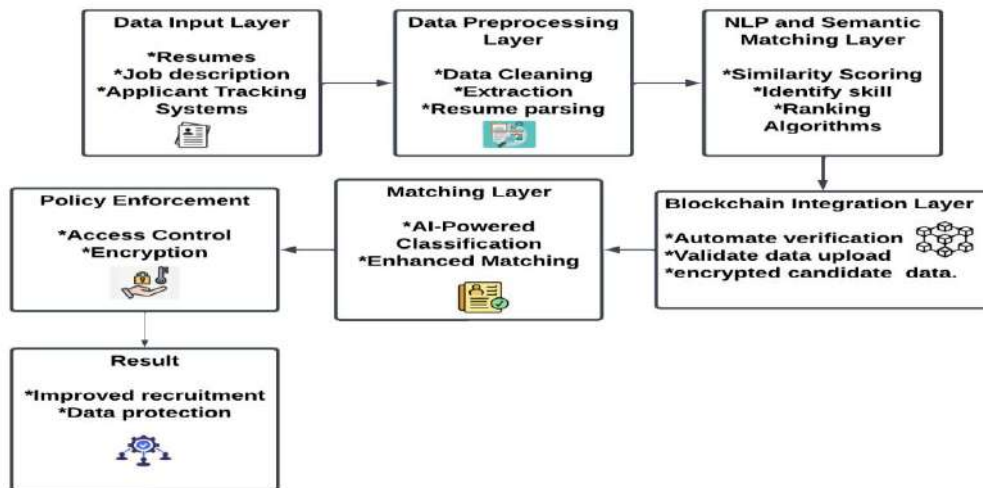 Data Input Layer
*Resumes
*Job description
*Applicant Tracking
Systems
Data Preprocessing
Layer
*Data Cleaning
*Extraction
*Resume parsing
NLP and Semantic
Matching Layer
*Similarity Scoring
*Identify skill
*Ranking
Algorithms
Blockchain Integration Layer
*Automate verification
*Validate data upload
*encrypted candidate data.
Matching Layer
*AI-Powered
Classification
*Enhanced Matching
Policy Enforcement
*Access Control
*Encryption
Result
*Improved recruitment
*Data protection